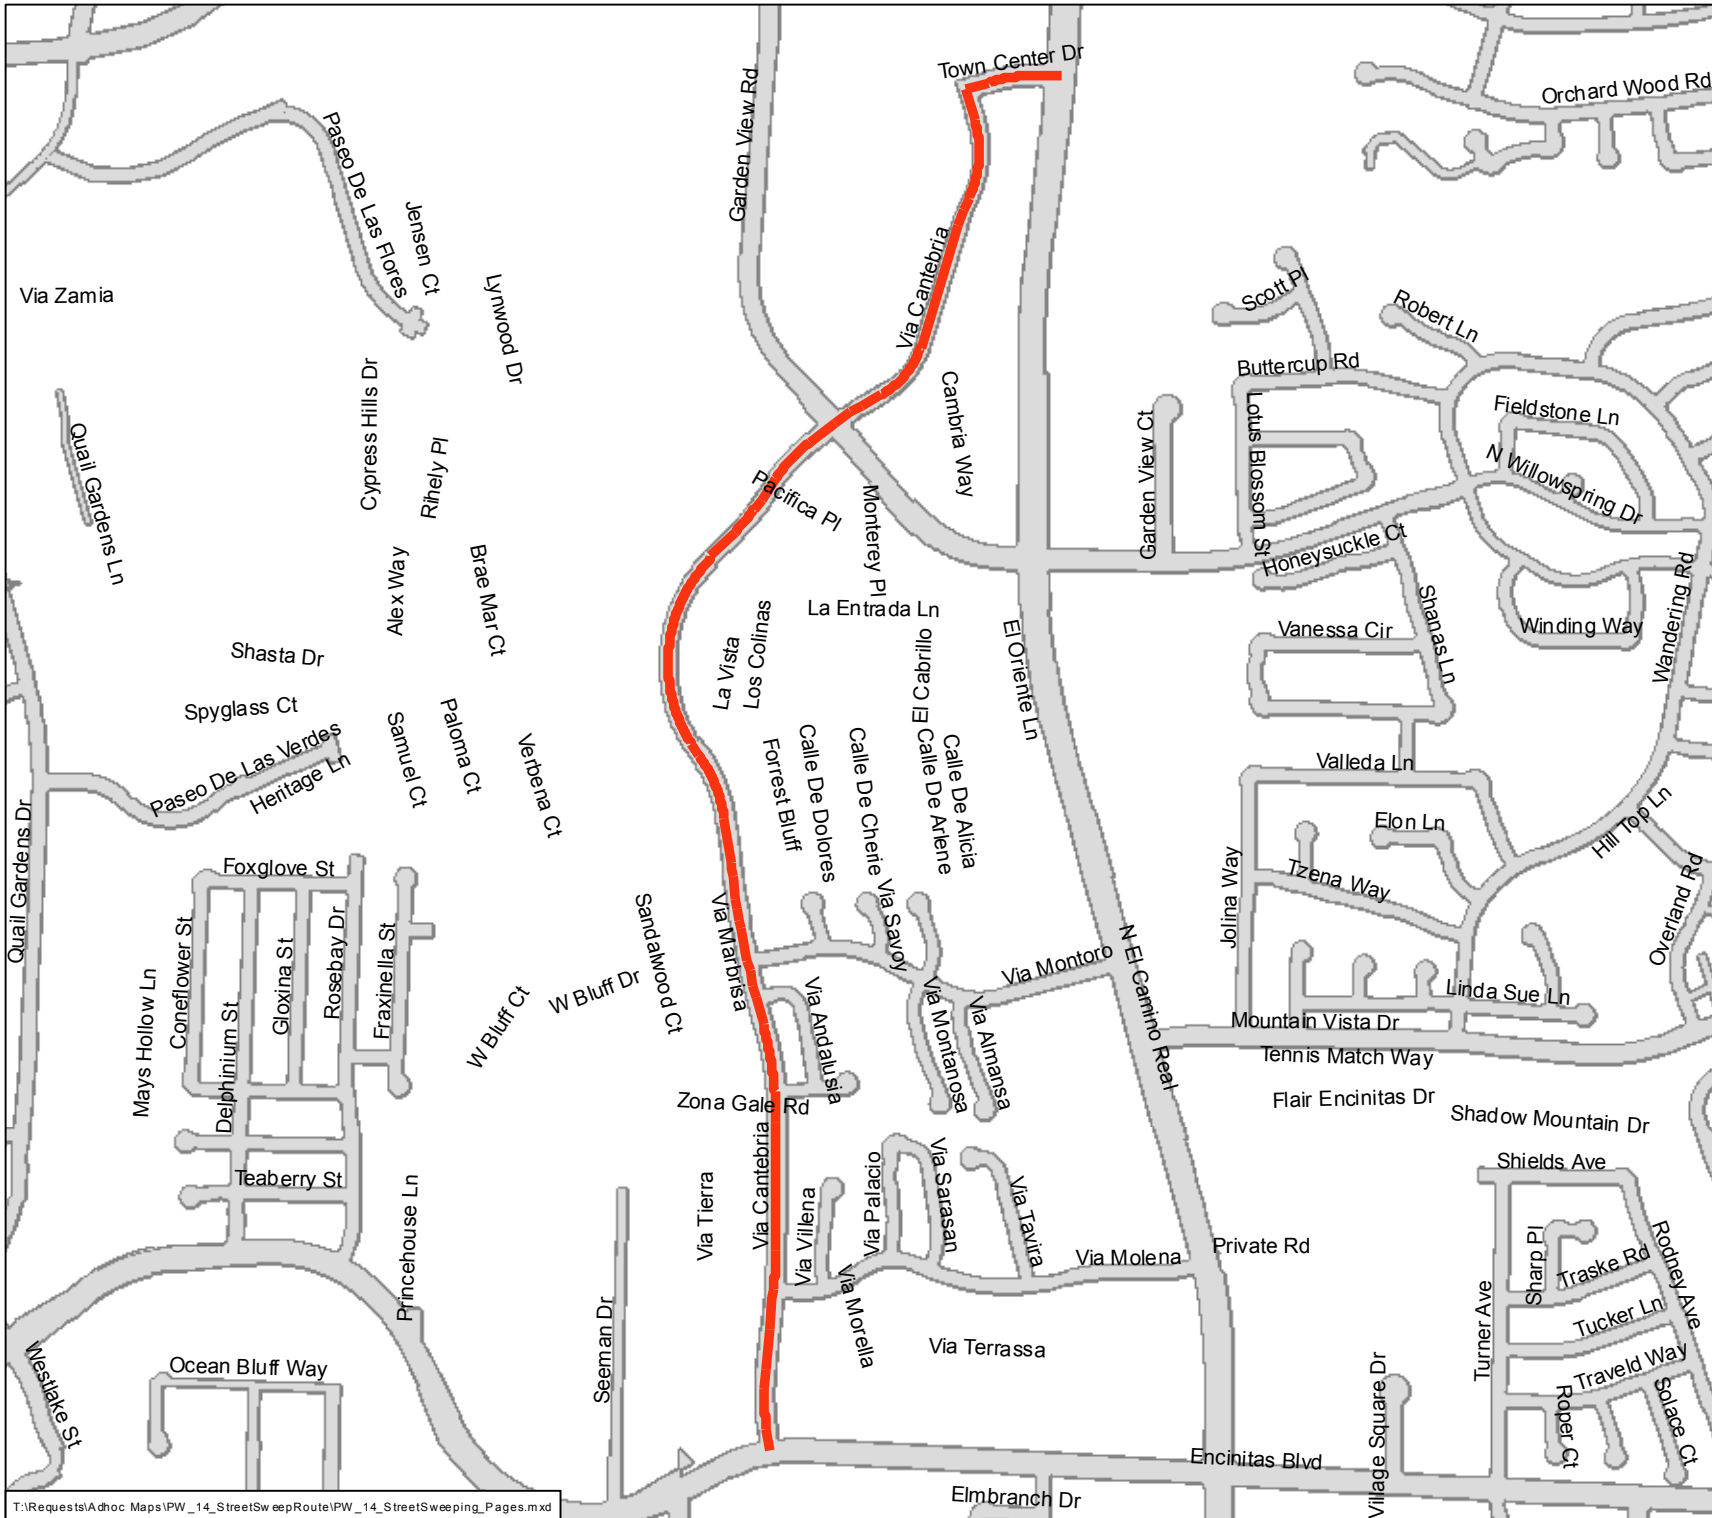 Town Center Dr
Orchard Wood Rd
Garden View Rd
Paseo De Las Flores
Jensen Ct
Via Cantebria
Via Zamia
Lynwood Dr
Scott Pl
Robert Ln
Buttercup Rd
Cypress Hills Dr
Rihely Pl
Cambria Way
Garden View Ct
Lotus Blossom St
Fieldstone Ln
N Willowspring Dr
Quail Gardens Ln
Pacifica Pl
Monterey Pl
Honeysuckle Ct
Alex Way
Brae Mar Ct
La Entrada Ln
Shanas Ln
Wandering Rd
Vanessa Cir
Winding Way
Shasta Dr
La Vista
Los Colinas
El Cabrillo
El Oriente Ln
Spyglass Ct
Paseo De Las Verdes
Heritage Ln
Samuel Ct
Paloma Ct
Verbena Ct
Forrest Bluff
Calle De Dolores
Calle De Cherie
Calle De Arlene
Calle De Alicia
Valleda Ln
Elon Ln
Hill Top Ln
Quail Gardens Dr
Foxglove St
Jolina Way
Tzena Way
Overland Rd
Coneflower St
Gloxina St
Rosebay Dr
Fraxinella St
Sandalwood Ct
Via Marbrisa
Via Savoy
Via Montoro
N El Camino Real
Mays Hollow Ln
Delphinium St
W Bluff Ct
W Bluff Dr
Via Andalusia
Via Montanosa
Via Almansa
Linda Sue Ln
Mountain Vista Dr
Tennis Match Way
Zona Gale Rd
Flair Encinitas Dr
Shadow Mountain Dr
Teaberry St
Princehouse Ln
Via Tierra
Via Cantebria
Via Villena
Via Palacio
Via Sarasan
Via Tavira
Via Molena
Private Rd
Shields Ave
Sharp Pl
Traske Rd
Rodney Ave
Seeman Dr
Via Morella
Via Terrassa
Turner Ave
Tucker Ln
Traveld Way
Westlake St
Ocean Bluff Way
Village Square Dr
Roper Ct
Solace Ct
Encinitas Blvd
Elmbranch Dr
T:\Requests\Adhoc Maps\PW_14_StreetSweepRoute\PW_14_StreetSweeping_Pages.mxd